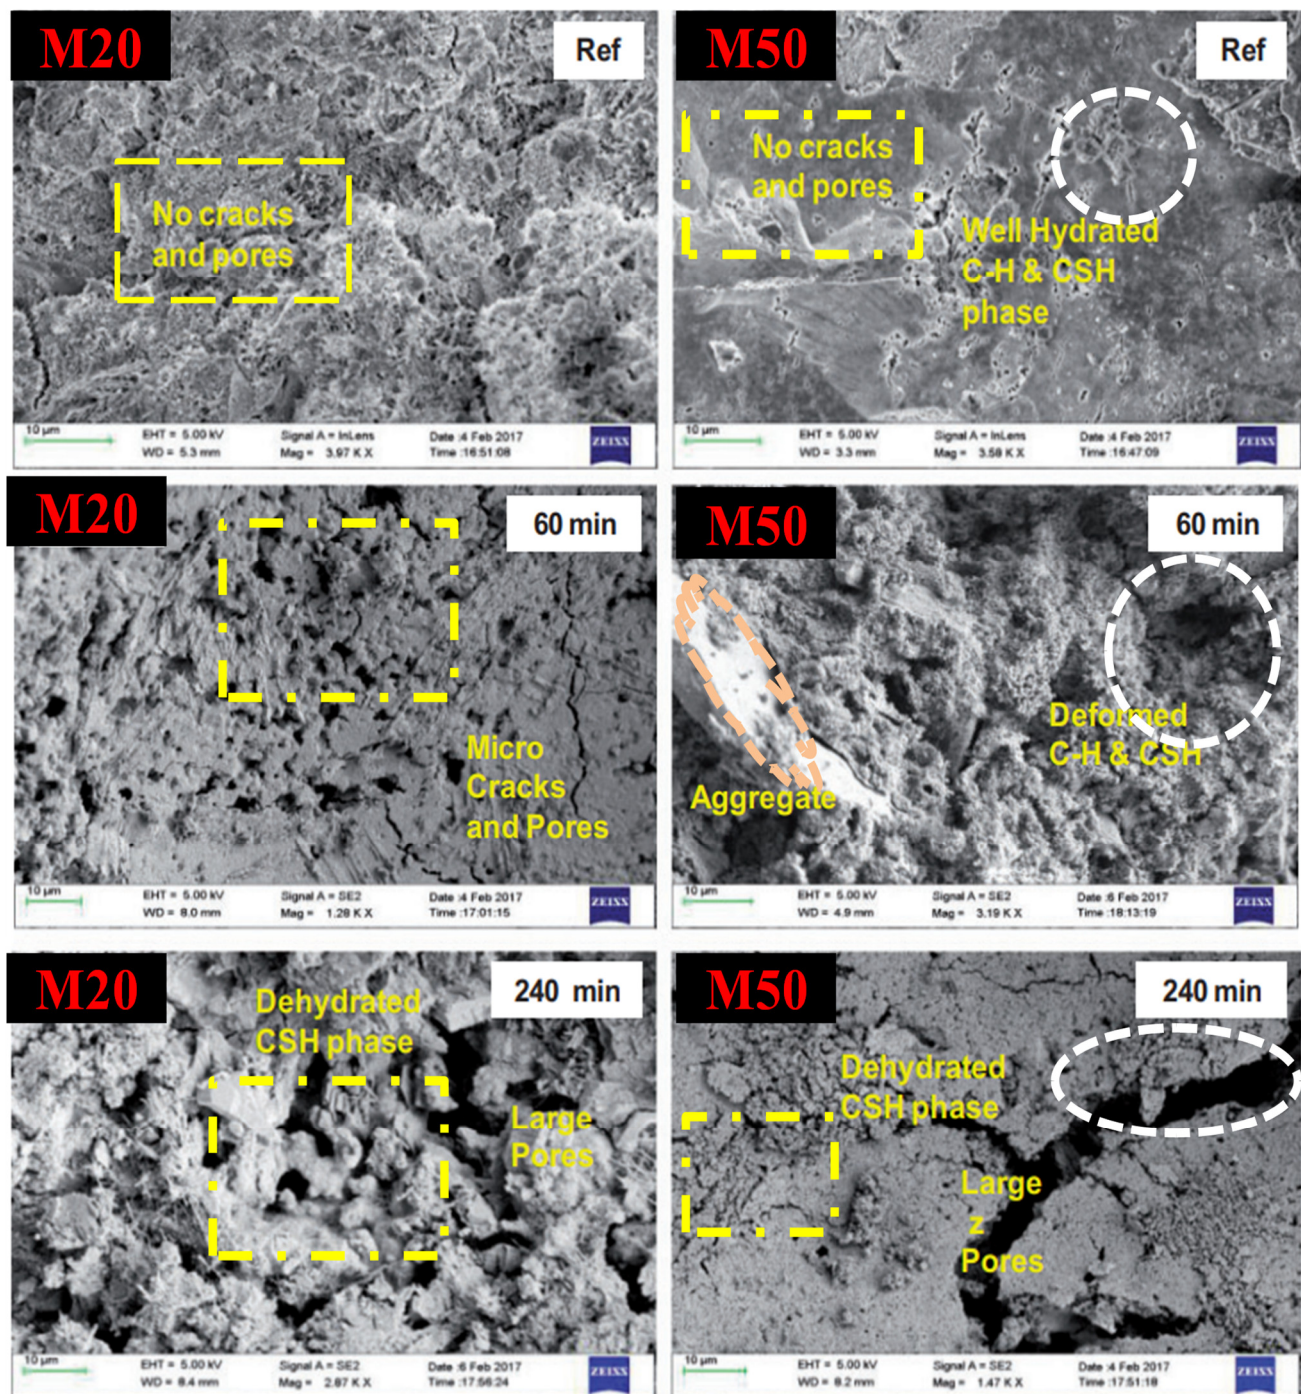 M20
Ref
No cracks
and pores
10 µm
EHT = 5.00 kV
Signal A = InLens
Date :4 Feb 2017
ZEISS
WD = 5.3 mm
Mag = 3.97 K X
Time :16:51:08
M50
Ref
No cracks
and pores
Well Hydrated
C-H & CSH
phase
10 µm
EHT = 5.00 kV
Signal A = InLens
Date :4 Feb 2017
ZEISS
WD = 3.3 mm
Mag = 3.58 K X
Time :16:47:09
M20
60 min
Micro
Cracks
and Pores
10 µm
EHT = 5.00 kV
Signal A = SE2
Date :4 Feb 2017
ZEISS
WD = 8.0 mm
Mag = 1.28 K X
Time :17:01:15
M50
60 min
Deformed
C-H & CSH
Aggregate
10 µm
EHT = 5.00 kV
Signal A = SE2
Date :6 Feb 2017
ZEISS
WD = 4.9 mm
Mag = 3.19 K X
Time :18:13:19
M20
240 min
Dehydrated
CSH phase
Large
Pores
10 µm
EHT = 5.00 kV
Signal A = SE2
Date :6 Feb 2017
ZEISS
WD = 8.4 mm
Mag = 2.87 K X
Time :17:56:24
M50
240 min
Dehydrated
CSH phase
Large
z
Pores
10 µm
EHT = 5.00 kV
Signal A = SE2
Date :4 Feb 2017
ZEISS
WD = 8.2 mm
Mag = 1.47 K X
Time :17:51:18